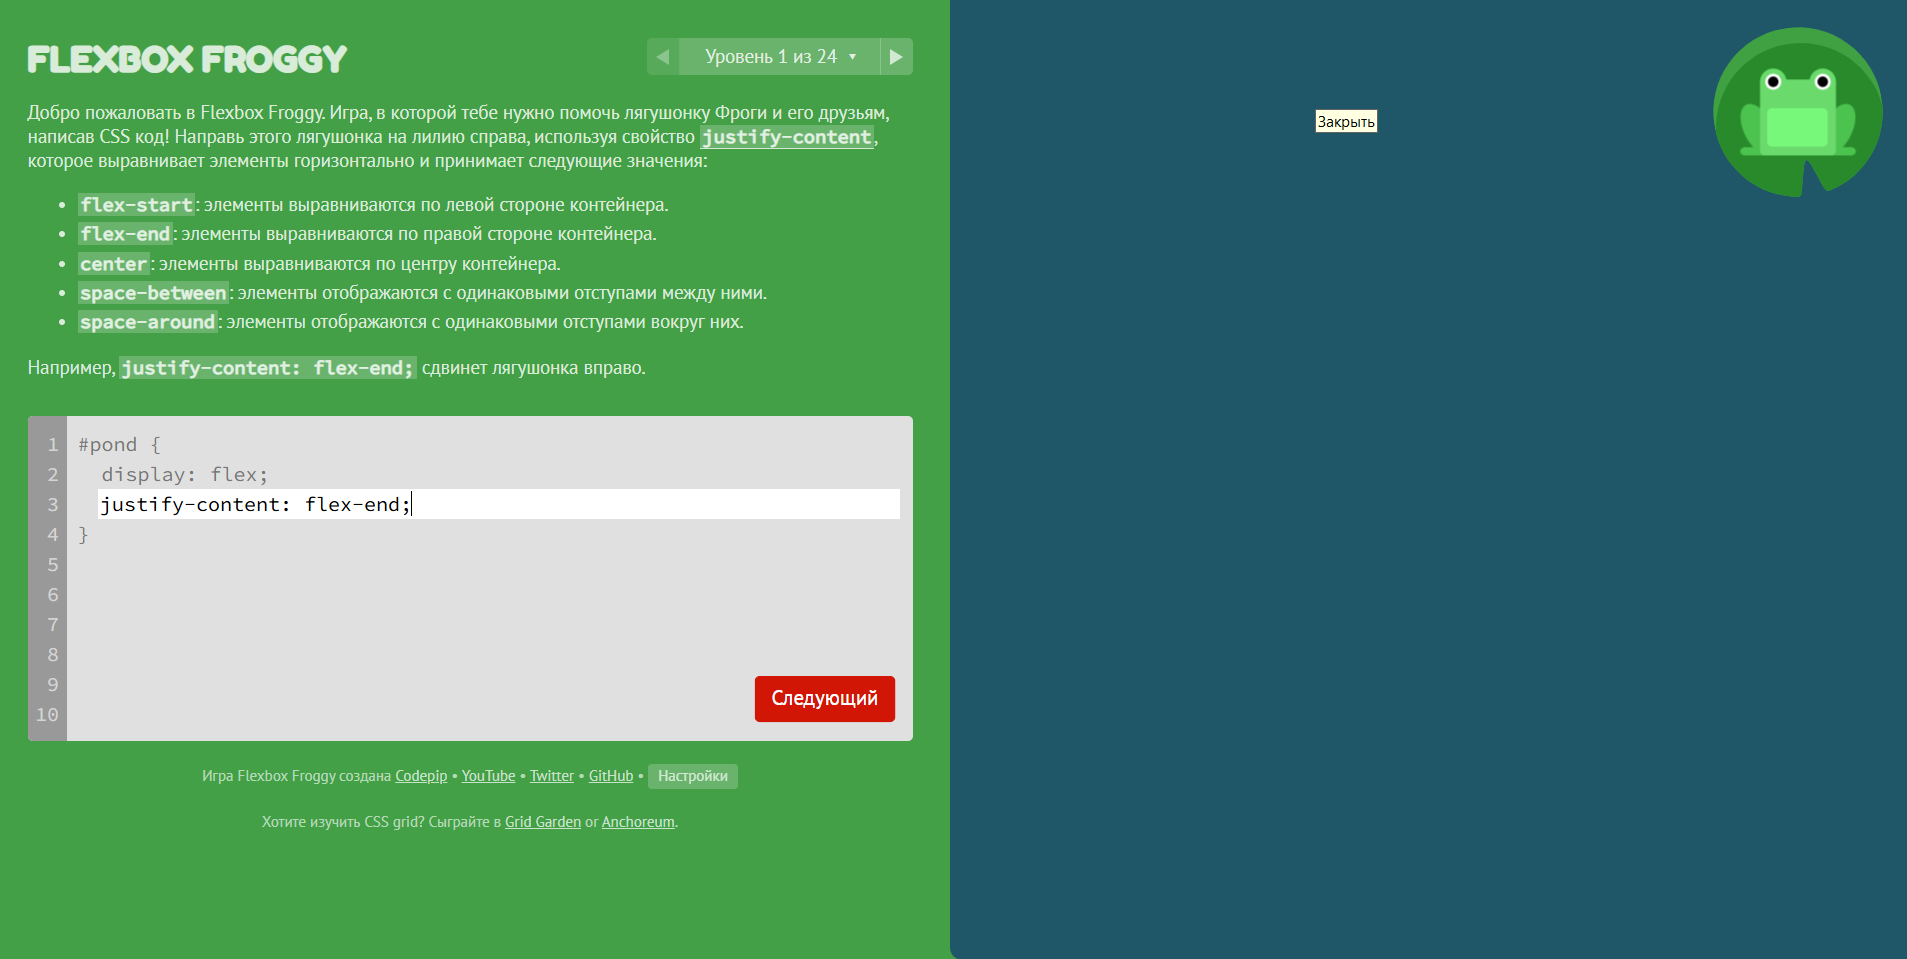 FLEXBOX FROGGY
Уровень 1 из 24
Добро пожаловать в Flexbox Froggy. Игра, в которой тебе нужно помочь лягушонку Фроги и его друзьям,
написав CSS код! Направь этого лягушонка на лилию справа, используя свойство justify-content,
которое выравнивает элементы горизонтально и принимает следующие значения:
• flex-start: элементы выравниваются по левой стороне контейнера.
• flex-end: элементы выравниваются по правой стороне контейнера.
• center: элементы выравниваются по центру контейнера.
• space-between: элементы отображаются с одинаковыми отступами между ними.
• space-around: элементы отображаются с одинаковыми отступами вокруг них.
Например, justify-content: flex-end; сдвинет лягушонка вправо.
1 #pond {
2 display: flex;
3 justify-content: flex-end;
4 }
5
6
7
8
9
10
Следующий
Игра Flexbox Froggy создана Codepip • YouTube • Twitter • GitHub • Настройки
Хотите изучить CSS grid? Сыграйте в Grid Garden or Anchoreum.
Закрыть